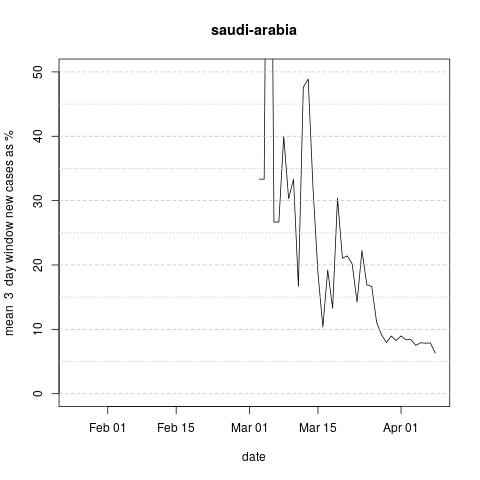 saudi-arabia
mean  3  day window new cases as %
50
40
30
20
10
0
Feb 01
Feb 15
Mar 01
Mar 15
Apr 01
date